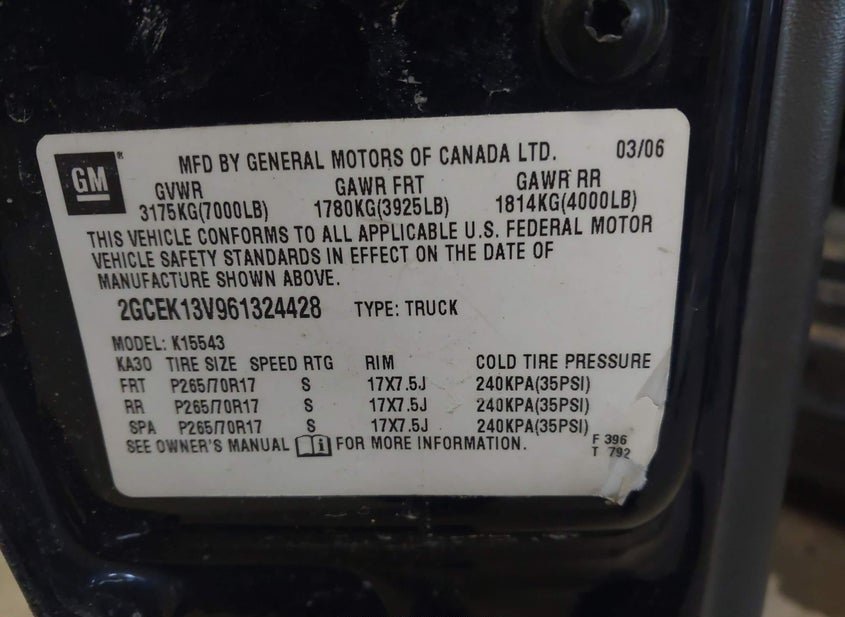 GM
MFD BY GENERAL MOTORS OF CANADA LTD. 03/06
GVWR GAWR FRT GAWR RR
3175KG(7000LB) 1780KG(3925LB) 1814KG(4000LB)
THIS VEHICLE CONFORMS TO ALL APPLICABLE U.S. FEDERAL MOTOR
VEHICLE SAFETY STANDARDS IN EFFECT ON THE DATE OF
MANUFACTURE SHOWN ABOVE.
2GCEK13V961324428 TYPE: TRUCK
MODEL: K15543
KA30 TIRE SIZE SPEED RTG RIM COLD TIRE PRESSURE
FRT P265/70R17 S 17X7.5J 240KPA(35PSI)
RR P265/70R17 S 17X7.5J 240KPA(35PSI)
SPA P265/70R17 S 17X7.5J 240KPA(35PSI)
SEE OWNER'S MANUAL FOR MORE INFORMATION.
F 396
T 792